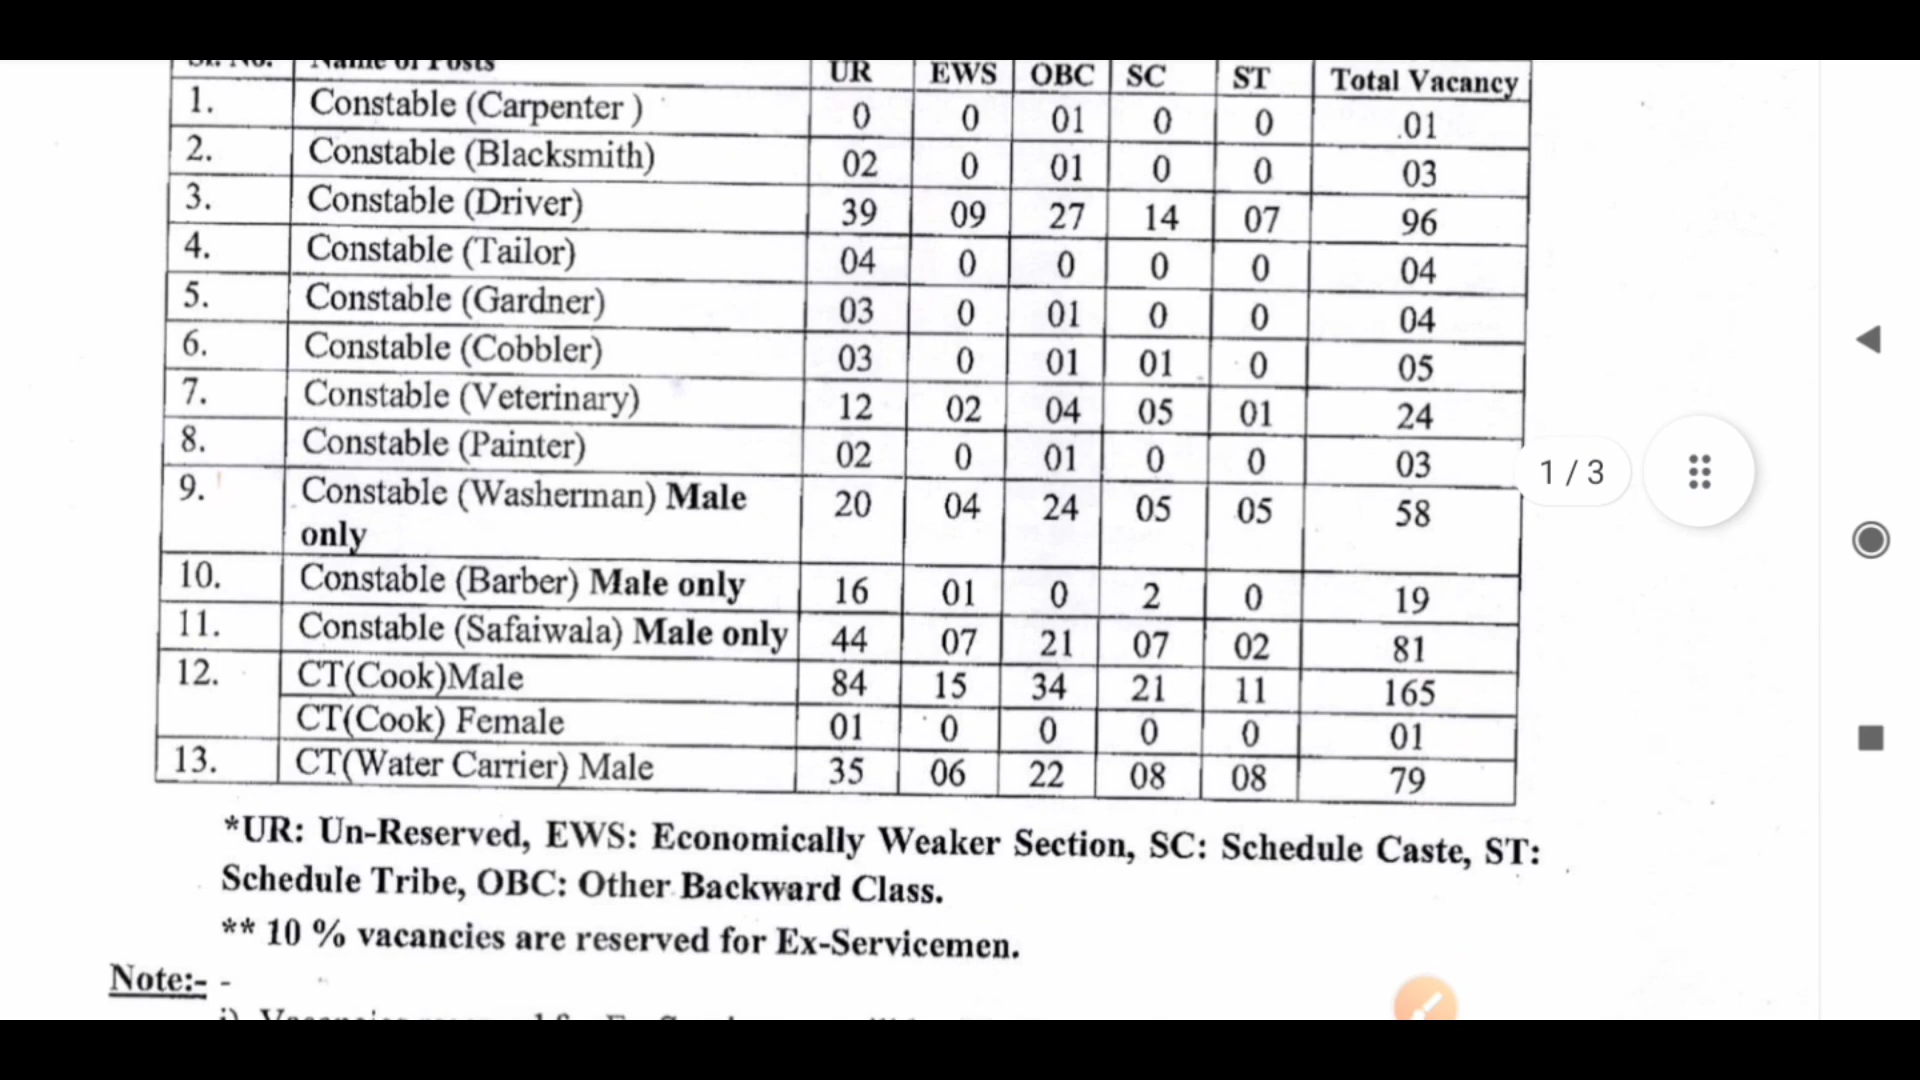 Sr. No. Name of Posts UR EWS OBC SC ST Total Vacancy
1. Constable (Carpenter ) 0 0 01 0 0 .01
2. Constable (Blacksmith) 02 0 01 0 0 03
3. Constable (Driver) 39 09 27 14 07 96
4. Constable (Tailor) 04 0 0 0 0 04
5. Constable (Gardner) 03 0 01 0 0 04
6. Constable (Cobbler) 03 0 01 01 0 05
7. Constable (Veterinary) 12 02 04 05 01 24
8. Constable (Painter) 02 0 01 0 0 03
9. Constable (Washerman) Male 20 04 24 05 05 58
only
10. Constable (Barber) Male only 16 01 0 2 0 19
11. Constable (Safaiwala) Male only 44 07 21 07 02 81
12. CT(Cook)Male 84 15 34 21 11 165
CT(Cook) Female 01 0 0 0 0 01
13. CT(Water Carrier) Male 35 06 22 08 08 79
*UR: Un-Reserved, EWS: Economically Weaker Section, SC: Schedule Caste, ST:
Schedule Tribe, OBC: Other Backward Class.
** 10 % vacancies are reserved for Ex-Servicemen.
Note:- -
1 / 3